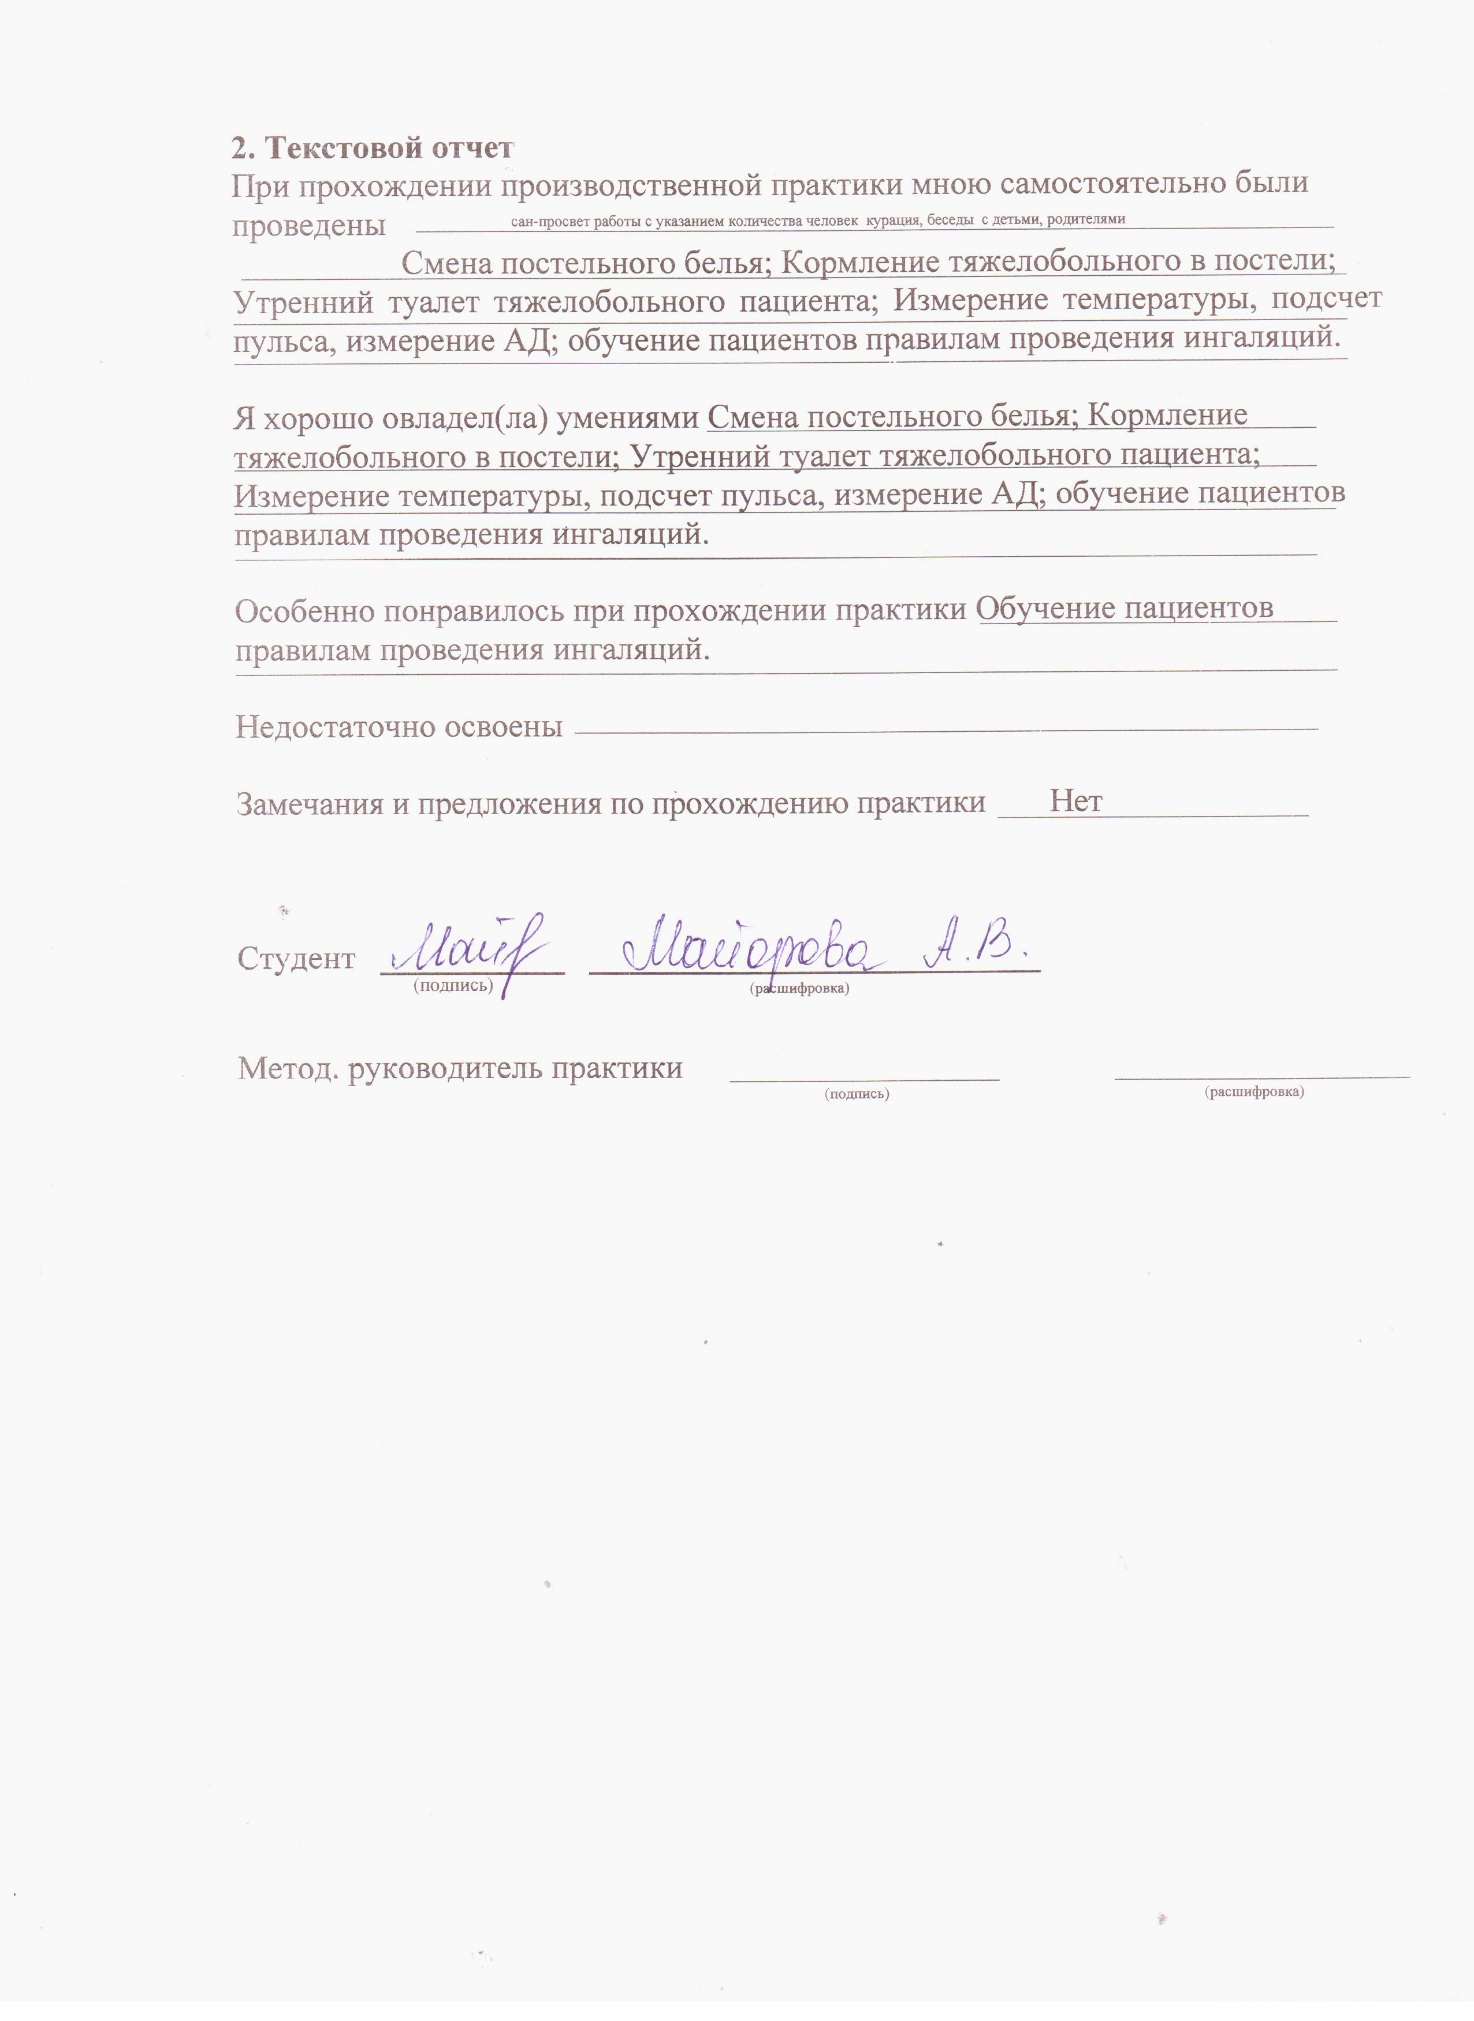 2. Текстовой отчет
При прохождении производственной практики мною самостоятельно были
проведены сан-просвет работы с указанием количества человек курация, беседы с детьми, родителями
Смена постельного белья; Кормление тяжелобольного в постели;
Утренний туалет тяжелобольного пациента; Измерение температуры, подсчет
пульса, измерение АД; обучение пациентов правилам проведения ингаляций.
Я хорошо овладел(ла) умениями Смена постельного белья; Кормление
тяжелобольного в постели; Утренний туалет тяжелобольного пациента;
Измерение температуры, подсчет пульса, измерение АД; обучение пациентов
правилам проведения ингаляций.
Особенно понравилось при прохождении практики Обучение пациентов
правилам проведения ингаляций.
Недостаточно освоены
Замечания и предложения по прохождению практики Нет
Студент Майорова А.В.
(подпись) (расшифровка)
Метод. руководитель практики
(подпись) (расшифровка)